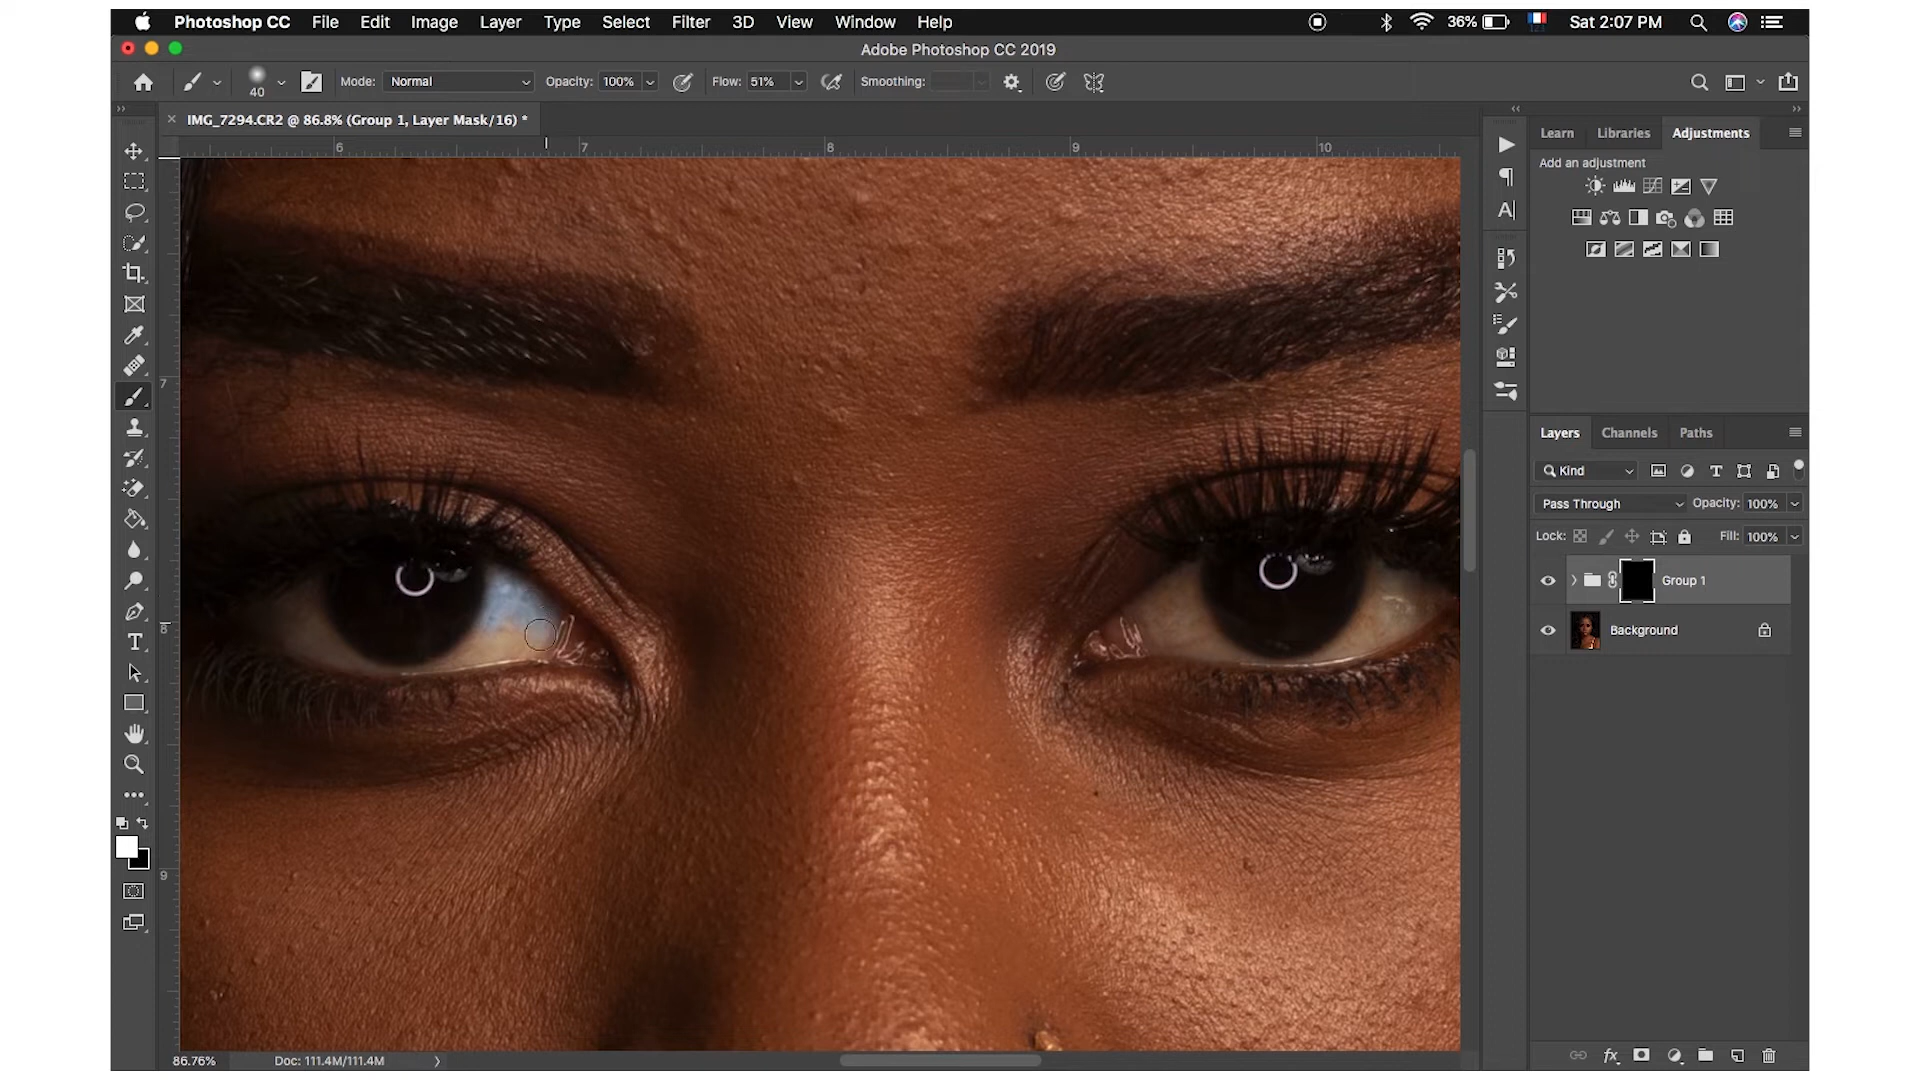 Photoshop CC File Edit Image Layer Type Select Filter 3D View Window Help 36% Sat 2:07 PM
Adobe Photoshop CC 2019
40 Mode: Normal Opacity: 100% Flow: 51% Smoothing:
IMG_7294.CR2 @ 86.8% (Group 1, Layer Mask/16) *
Learn Libraries Adjustments
6 7 8 9 10
Add an adjustment
7
8
9
Layers Channels Paths
Kind
Pass Through Opacity: 100%
Lock: Fill: 100%
Group 1
Background
86.76% Doc: 111.4M/111.4M